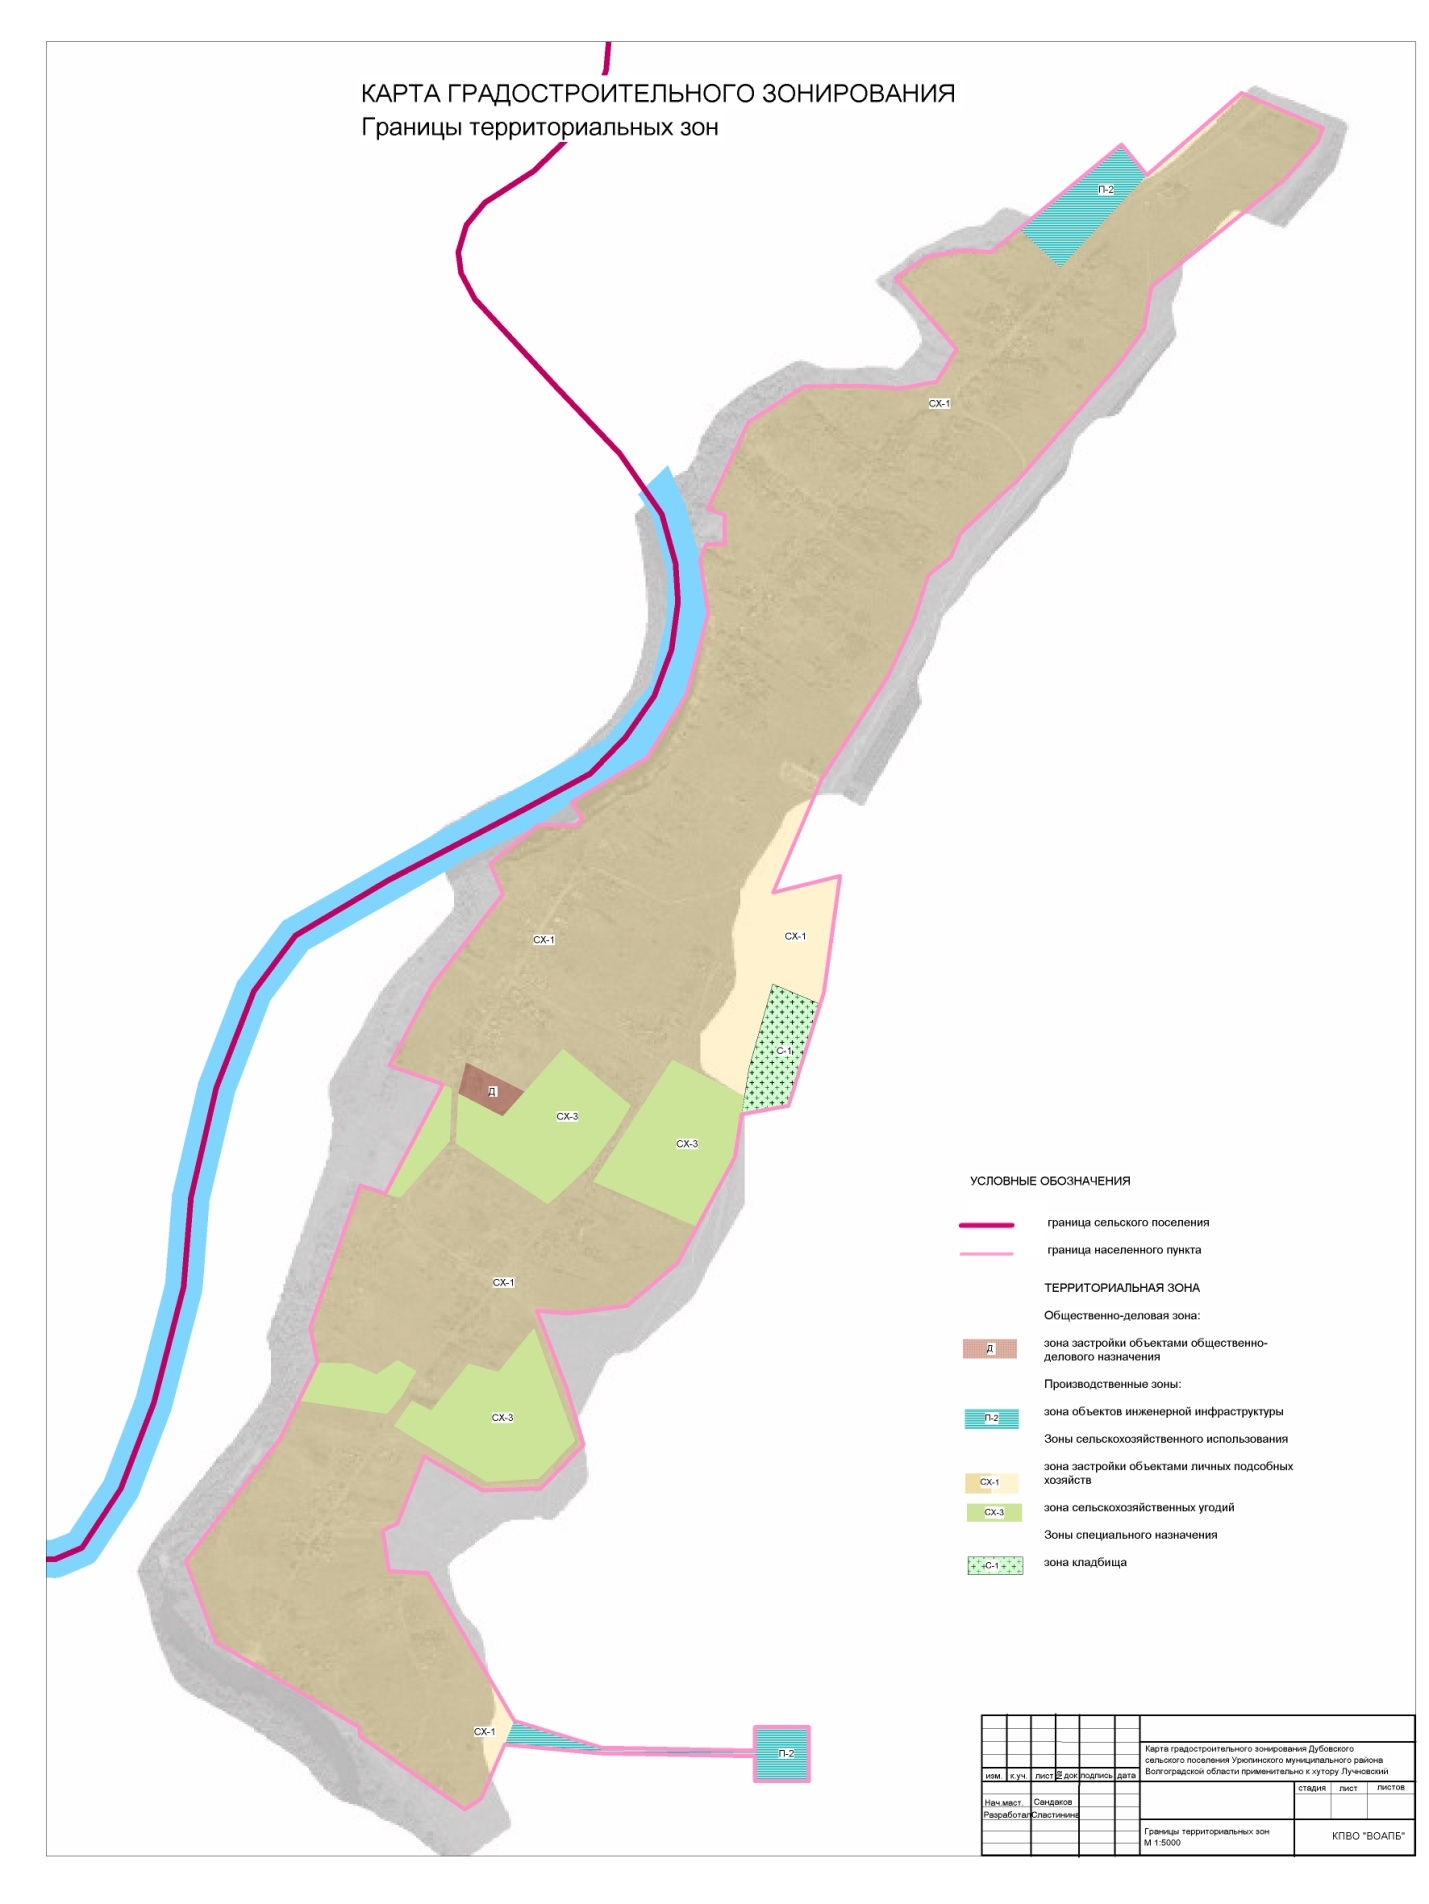 КАРТА ГРАДОСТРОИТЕЛЬНОГО ЗОНИРОВАНИЯ
Границы территориальных зон
П-2
СХ-1
СХ-1
СХ-1
С-1
Д
СХ-3
СХ-3
СХ-1
СХ-3
СХ-1
П-2
УСЛОВНЫЕ ОБОЗНАЧЕНИЯ
граница сельского поселения
граница населенного пункта
ТЕРРИТОРИАЛЬНАЯ ЗОНА
Общественно-деловая зона:
Д
зона застройки объектами общественно-
делового назначения
Производственные зоны:
П-2
зона объектов инженерной инфраструктуры
Зоны сельскохозяйственного использования
СХ-1
зона застройки объектами личных подсобных
хозяйств
СХ-3
зона сельскохозяйственных угодий
Зоны специального назначения
С-1
зона кладбища
Карта градостроительного зонирования Дубовского
сельского поселения Урюпинского муниципального района
Волгоградской области применительно к хутору Лучновский
изм. к.уч. лист № док подпись дата
стадия лист листов
Нач.маст. Сандаков
Разработал Сластинина
Границы территориальных зон
М 1:5000
КПВО "ВОАПБ"